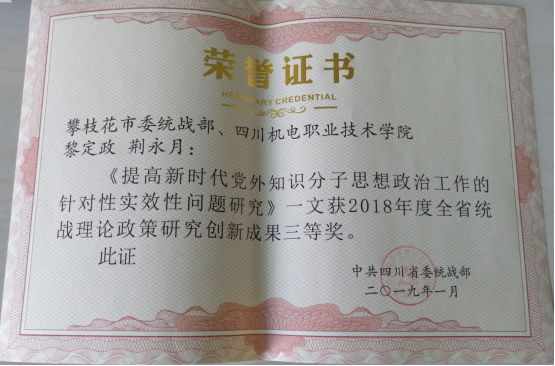 荣誉证书
HONORARY CREDENTIAL
攀枝花市委统战部、四川机电职业技术学院
黎定政 荆永月：
《提高新时代党外知识分子思想政治工作的
针对性实效性问题研究》一文获2018年度全省统
战理论政策研究创新成果三等奖。
此证
中共四川省委统战部
二〇一九年一月